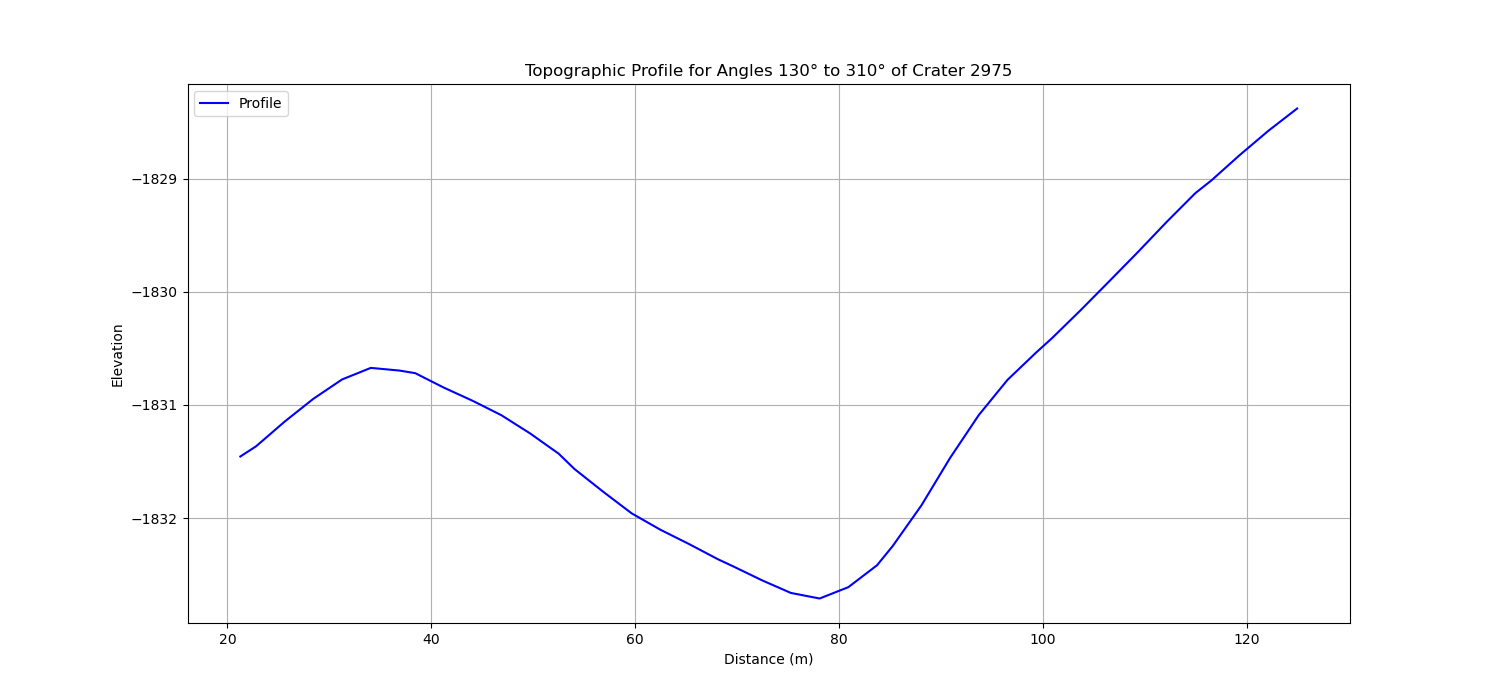 Topographic Profile for Angles 130° to 310° of Crater 2975
Profile
−1829
−1830
−1831
−1832
Elevation
20 40 60 80 100 120
Distance (m)